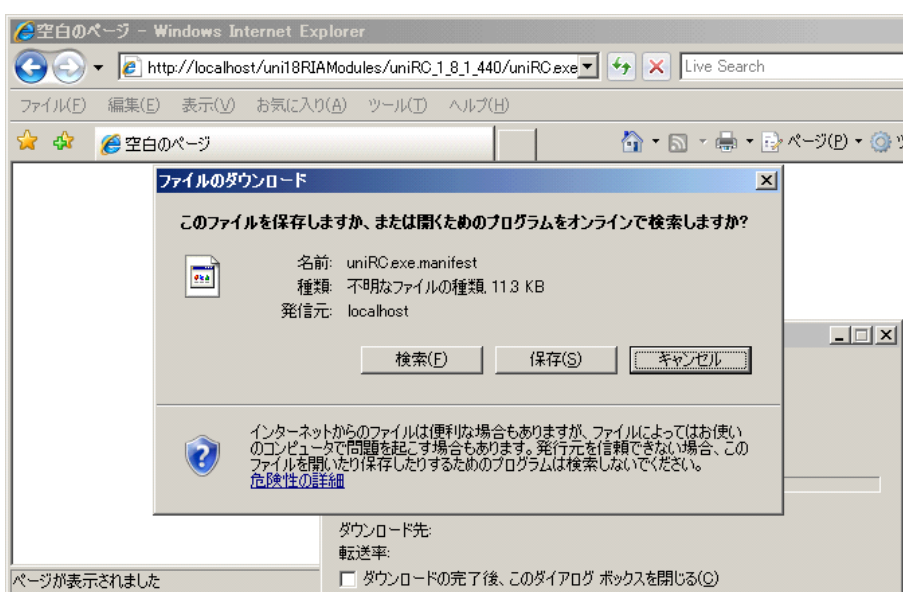 空白のページ - Windows Internet Explorer
http://localhost/uni18RIAModules/uniRC_1_8_1_440/uniRC.exe
Live Search
ファイル(F) 編集(E) 表示(V) お気に入り(A) ツール(T) ヘルプ(H)
空白のページ
ページ(P)
ファイルのダウンロード
このファイルを保存しますか、または開くためのプログラムをオンラインで検索しますか?
名前: uniRC.exe.manifest
種類: 不明なファイルの種類, 11.3 KB
発信元: localhost
検索(F) 保存(S) キャンセル
インターネットからのファイルは便利な場合もありますが、ファイルによってはお使い
のコンピュータで問題を起こす場合もあります。発行元を信頼できない場合、この
ファイルを開いたり保存したりするためのプログラムは検索しないでください。
危険性の詳細
ダウンロード先:
転送率:
ダウンロードの完了後、このダイアログ ボックスを閉じる(C)
ページが表示されました